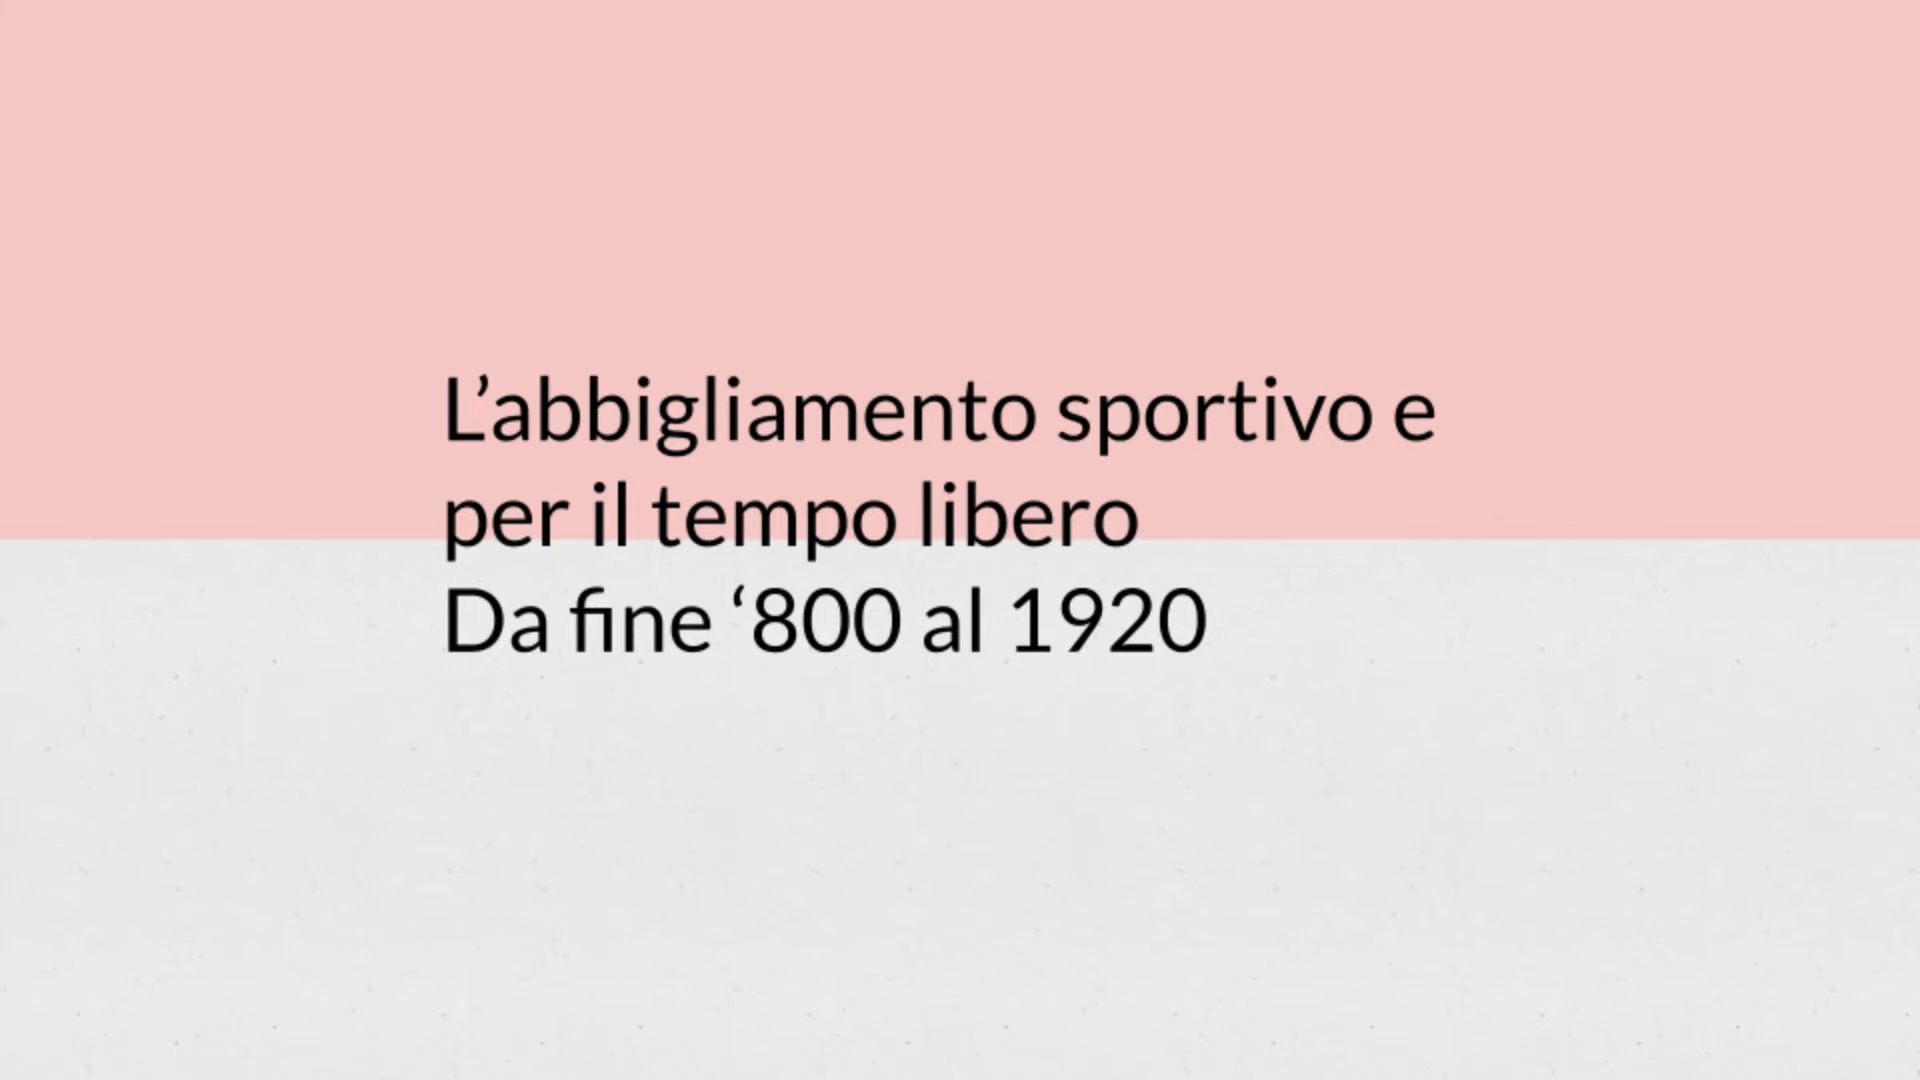 L’abbigliamento sportivo e
per il tempo libero
Da fine ‘800 al 1920